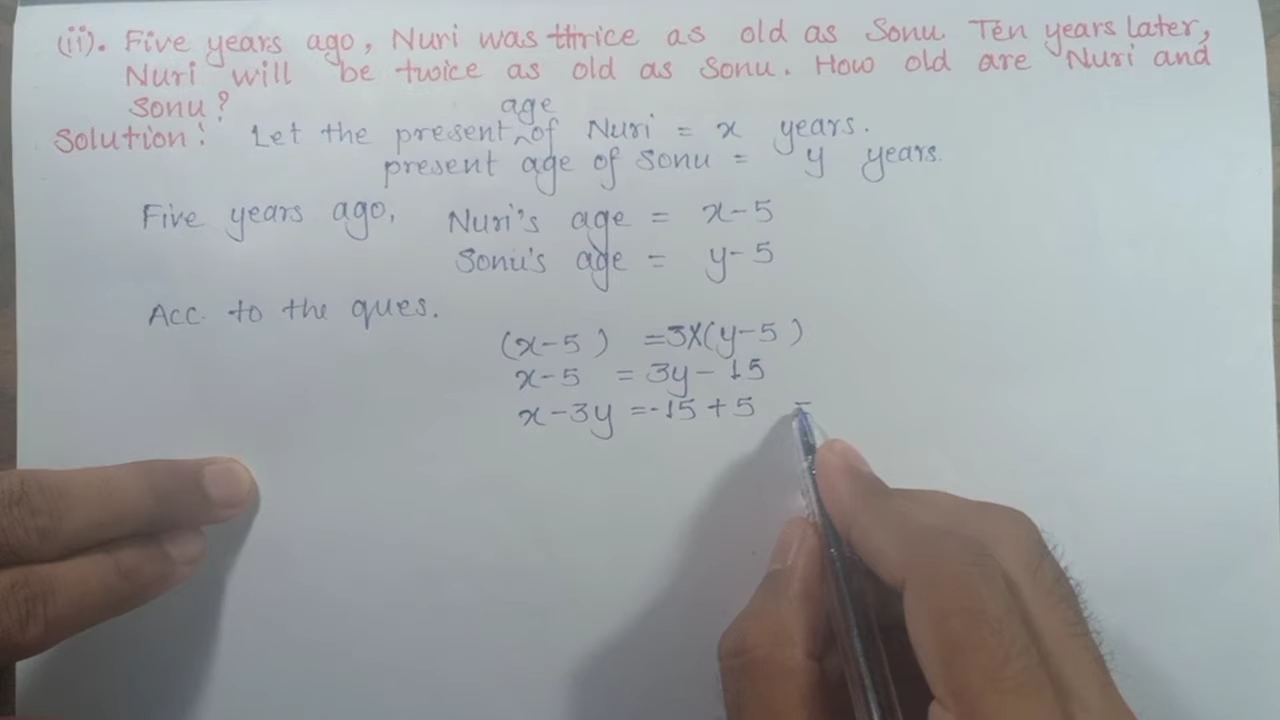 (ii). Five years ago, Nuri was thrice as old as Sonu. Ten years later,
Nuri will be twice as old as Sonu. How old are Nuri and
Sonu?
Solution: Let the present age of Nuri = x years.
present age of Sonu = y years.
Five years ago, Nuri's age = x-5
Sonu's age = y-5
Acc. to the ques.
(x-5) =3X(y-5)
x-5 = 3y-15
x-3y =-15+5 =